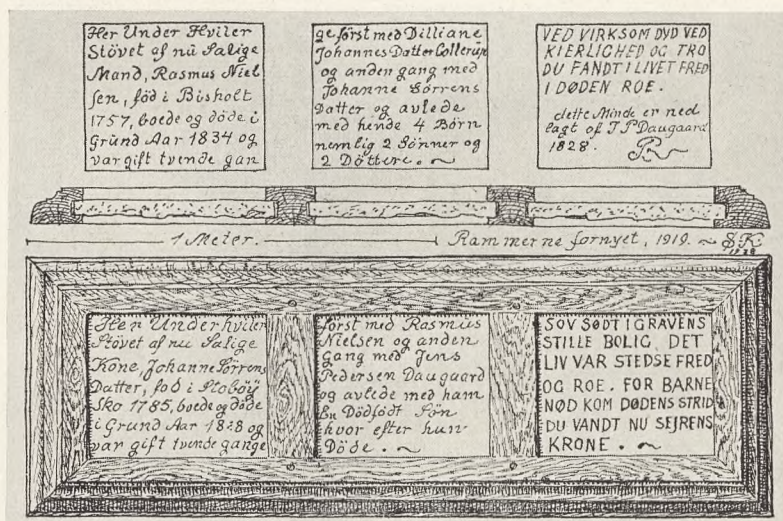 Her Under Hviler
Stövet af nu Salige
Mand, Rasmus Niel
sen, föd i Bisholt
1757, boede og döde i
Grund Aar 1834 og
var gift tvende gan
ge först med Dilliane
Johannes Datter Collerup
og anden gang med
Johanne Sörrens
Datter og avlede
med hende 4 Börn
nemlig 2 Sönner og
2 Döttere.
VED VIRKSOM DYD VED
KIERLIGHED OG TRO
DU FANDT I LIVET FRED
I DØDEN ROE.
dette Minde er ned
lagt af J P Daugaard
1828.
1 Meter.
Rammerne fornyet, 1919. S.K.
1928
Her Underhviler
Stövet af nu Salige
Kone, Johanne Sörrens
Datter, föd i Stobÿ
Sko 1785, boede og döde
i Grund Aar 1828 og
var gift tvende gange
först med Rasmus
Nielsen og anden
Gang med Jens
Pedersen Daugaard
og avlede med ham
En Dödfödt Sön
hvor efter hun
Döde.
SOV SØDT I GRAVENS
STILLE BOLIG, DET
LIV VAR STEDSE FRED
OG ROE. FOR BARNE
NØD KOM DØDENS STRID
DU VANDT NU SEJRENS
KRONE.